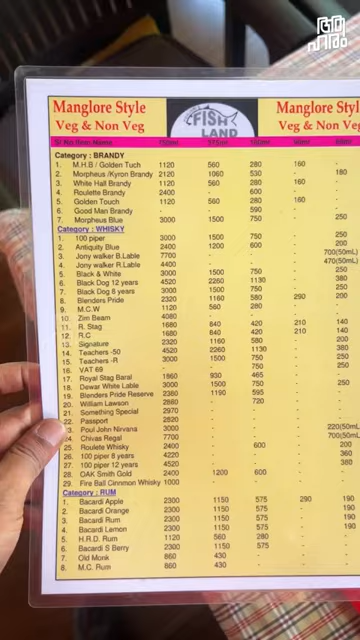 Manglore Style
Veg & Non Veg
FISH LAND
Manglore Style
Veg & Non Veg
Category : BRANDY
1. M.H.B / Golden Tuch 1120 560 280 160
2. Morpheus /Kyron Brandy 2120 1060 530 - 180
3. White Hall Brandy 1120 560 280 160
4. Roulette Brandy 2400 - 600 -
5. Golden Touch 1120 560 280 160
6. Good Man Brandy - - 590 -
7. Morpheus Blue 3000 1500 750 - 250
Category : WHISKY
1. 100 piper 3000 1500 750 - 250
2. Antiquity Blue 2400 1200 600 - 200
3. Jony walker B.Lable 7700 - - - 700(50mL)
4. Jony walker R.Lable 4400 - - - 470(50mL)
5. Black & White 3000 1500 750 - 250
6. Black Dog 12 years 4520 2260 1130 - 380
7. Black Dog 8 years 3000 1500 750 - 250
8. Blenders Pride 2320 1160 580 290 200
9. M.C.W 1120 560 280
10. Zim Beam 4080
11. R. Stag 1680 840 420 210 140
12. R.C 1680 840 420 210 140
13. Signature 2320 1160 580 - 200
14. Teachers -50 4520 2260 1130 - 380
15. Teachers -R 3000 1500 750 - 250
16. VAT 69
17. Royal Stag Baral 1860 930 465
18. Dewar White Lable 3000 1500 750 - 250
19. Blenders Pride Reserve 2380 1190 595
20. William Lawson 2880 - 720
21. Something Special 2970
22. Passport 2820
23. Foul John Nirvana 3000 220(50mL
24. Chivas Regal 7700 700(50mL
25. Roulette Whisky 2400 600 200
26. 100 piper 8 years 4220 360
27. 100 piper 12 years 4520 380
28. OAK Smith Gold 2400 1200 600
29. Fire Ball Cinnmon Whisky 1000
Category : RUM
1. Bacardi Apple 2300 1150 575 290 190
2. Bacardi Orange 2300 1150 575 - 190
3. Bacardi Rum 2300 1150 575 - 190
4. Bacardi Lemon 2300 1150 575 - 190
5. H.R.D. Rum 1120 560 280
6. Bacardi S Berry 2300 1150 575
7. Old Monk 860 430 -
8. M.C. Rum 860 430 -